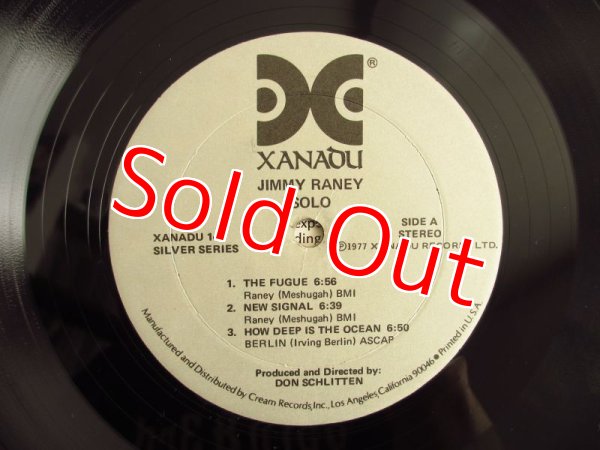 ®
XANADU
JIMMY RANEY
SOLO
Sold Out
XANADU
SILVER SERIES
SIDE A
STEREO
℗1977 XANADU RECORDS, LTD.
1. THE FUGUE 6:56
Raney (Meshugah) BMI
2. NEW SIGNAL 6:39
Raney (Meshugah) BMI
3. HOW DEEP IS THE OCEAN 6:50
BERLIN (Irving Berlin) ASCAP
Produced and Directed by:
DON SCHLITTEN
Manufactured and Distributed by Cream Records, Inc., Los Angeles, California 90046 • Printed in U.S.A.